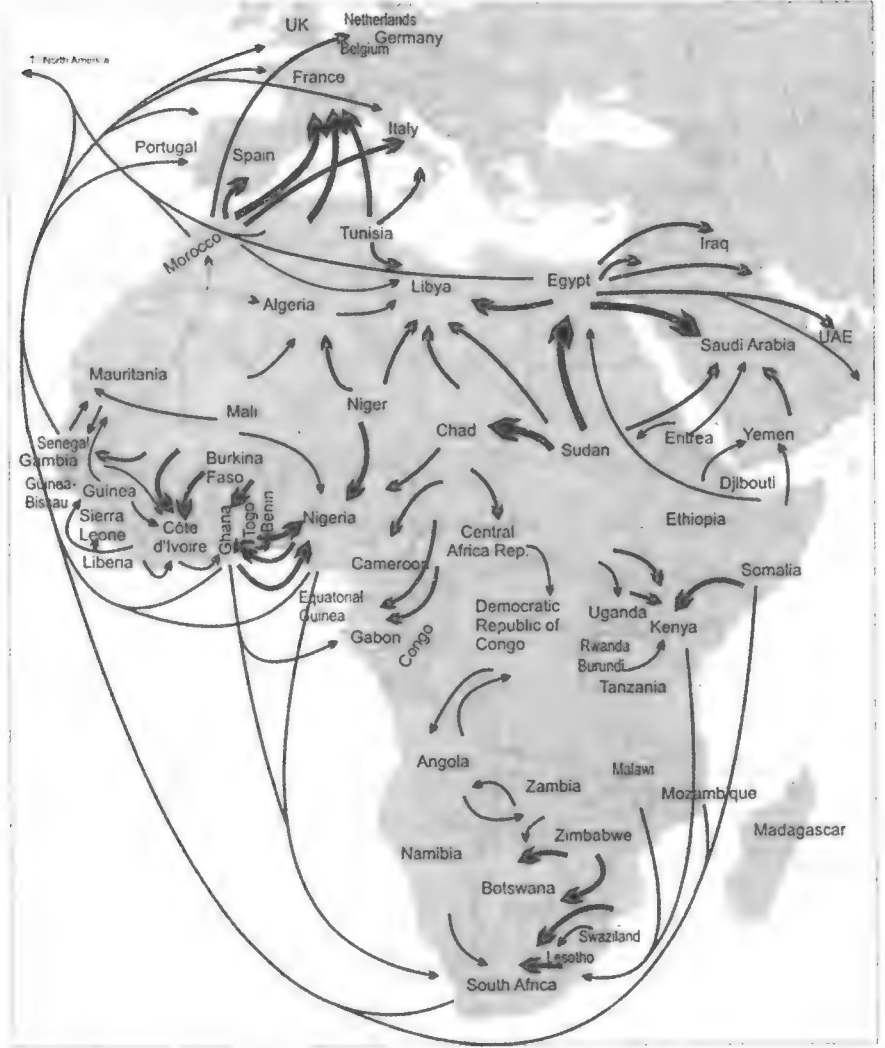 UK
Netherlands
Germany
Belgium
↑ North America
France
Italy
Portugal
Spain
Tunisia
Morocco
Iraq
Libya
Egypt
Algeria
UAE
Saudi Arabia
Mauritania
Mali
Niger
Chad
Sudan
Eritrea
Yemen
Senegal
Gambia
Burkina
Faso
Djibouti
Guinea-
Bissau
Guinea
Ghana
Togo
Benin
Nigeria
Ethiopia
Sierra
Leone
Côte
d'Ivoire
Central
Africa Rep.
Liberia
Cameroon
Somalia
Equatorial
Guinea
Democratic
Republic of
Congo
Uganda
Kenya
Gabon
Congo
Rwanda
Burundi
Tanzania
Angola
Malawi
Zambia
Mozambique
Zimbabwe
Madagascar
Namibia
Botswana
Swaziland
Lesotho
South Africa